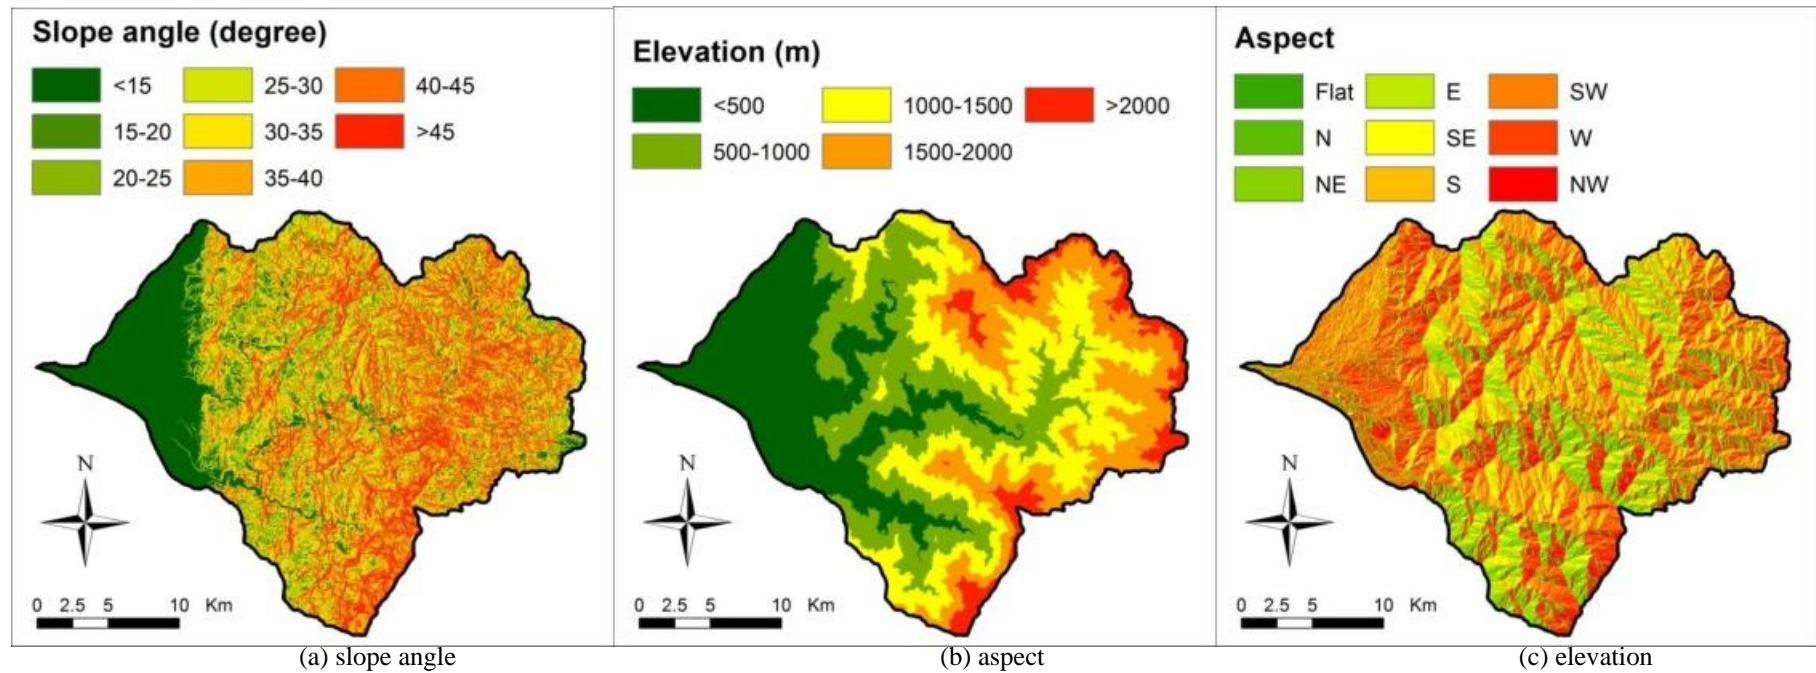 Slope angle (degree)
<15 25-30 40-45
15-20 30-35 >45
20-25 35-40
N
0 2.5 5 10 Km
(a) slope angle
Elevation (m)
<500 1000-1500 >2000
500-1000 1500-2000
N
0 2.5 5 10 Km
(b) aspect
Aspect
Flat E SW
N SE W
NE S NW
N
0 2.5 5 10 Km
(c) elevation